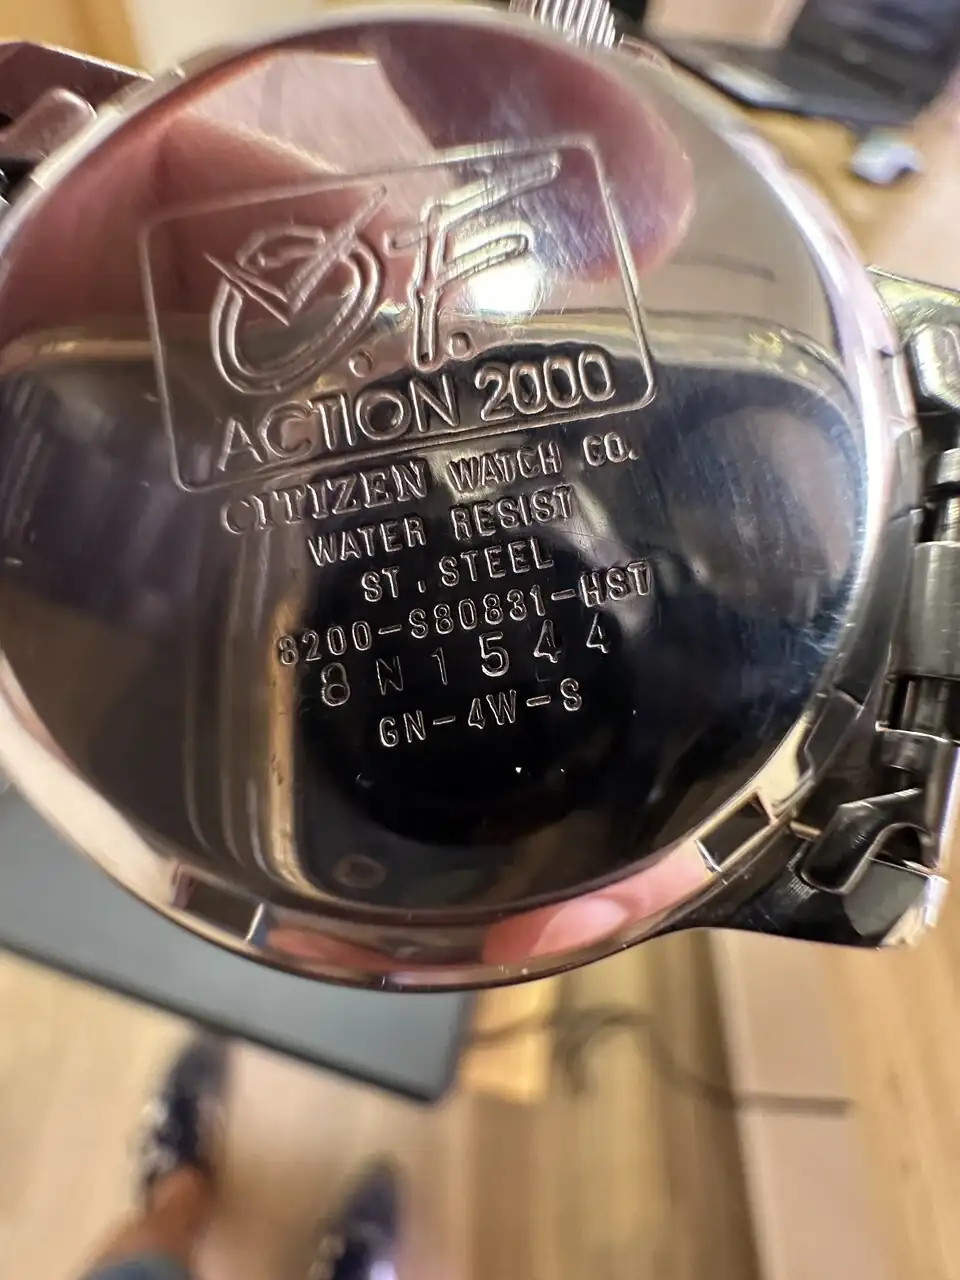 O.F.
ACTION 2000
CITIZEN WATCH CO.
WATER RESIST
ST. STEEL
8200-S80831-HST
8N1544
GN-4W-S